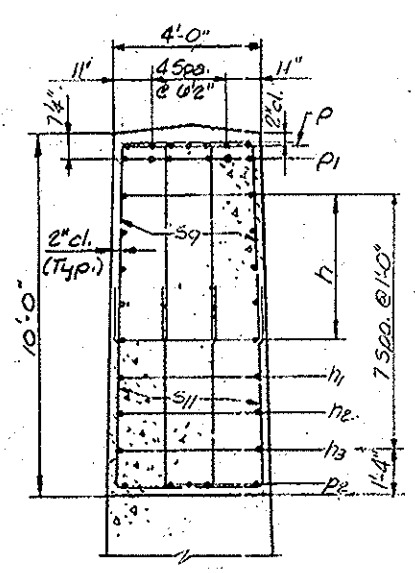 4'-0"
11" 4 Spa. 11"
@ 6½"
7¼"
2"cl.
p
p1
2"cl.
(Typ.)
S9
h
10'-0"
7 Spa. @ 1'-0"
h1
S11
h2
h3
1'-4"
p2